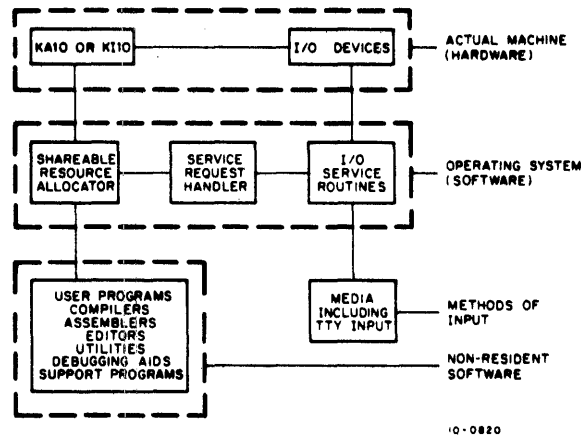 KA10 OR KI10
I/O DEVICES
ACTUAL MACHINE
(HARDWARE)
SHAREABLE
RESOURCE
ALLOCATOR
SERVICE
REQUEST
HANDLER
I/O
SERVICE
ROUTINES
OPERATING SYSTEM
(SOFTWARE)
USER PROGRAMS
COMPILERS
ASSEMBLERS
EDITORS
UTILITIES
DEBUGGING AIDS
SUPPORT PROGRAMS
MEDIA
INCLUDING
TTY INPUT
METHODS OF
INPUT
NON-RESIDENT
SOFTWARE
10-0820